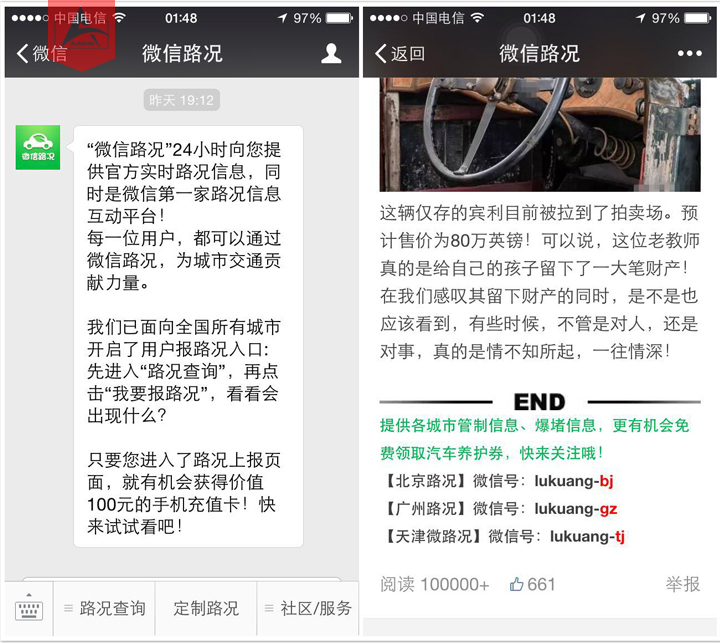 中国电信
01:48
97%
微信
微信路况
昨天 19:12
微信路况
“微信路况”24小时向您提
供官方实时路况信息，同
时是微信第一家路况信息
互动平台！
每一位用户，都可以通过
微信路况，为城市交通贡
献力量。
我们已面向全国所有城市
开启了用户报路况入口:
先进入“路况查询”，再点
击“我要报路况”，看看会
出现什么？
只要您进入了路况上报页
面，就有机会获得价值
100元的手机充值卡！快
来试试看吧！
路况查询
定制路况
社区/服务
中国电信
01:48
97%
返回
微信路况
这辆仅存的宾利目前被拉到了拍卖场。预
计售价为80万英镑！可以说，这位老教师
真的是给自己的孩子留下了一大笔财产！
在我们感叹其留下财产的同时，是不是也
应该看到，有些时候，不管是对人，还是
对事，真的是情不知所起，一往情深！
END
提供各城市管制信息、爆堵信息，更有机会免
费领取汽车养护券，快来关注哦！
【北京路况】微信号：lukuang-bj
【广州路况】微信号：lukuang-gz
【天津微路况】微信号：lukuang-tj
阅读 100000+
661
举报